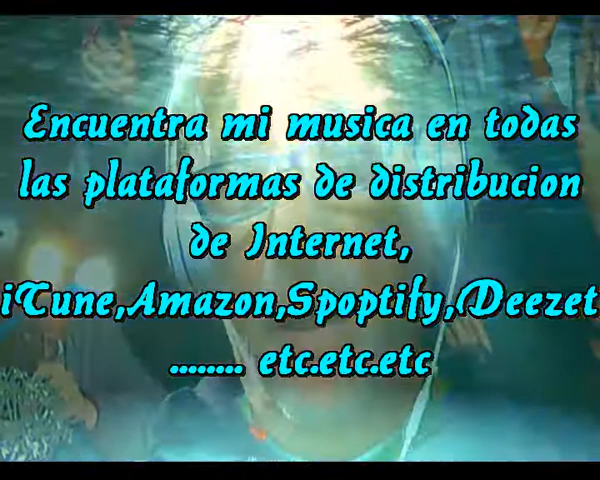 Encuentra mi musica en todas
las plataformas de distribucion
de Internet,
iTune,Amazon,Spoptify,Deezet
........ etc.etc.etc